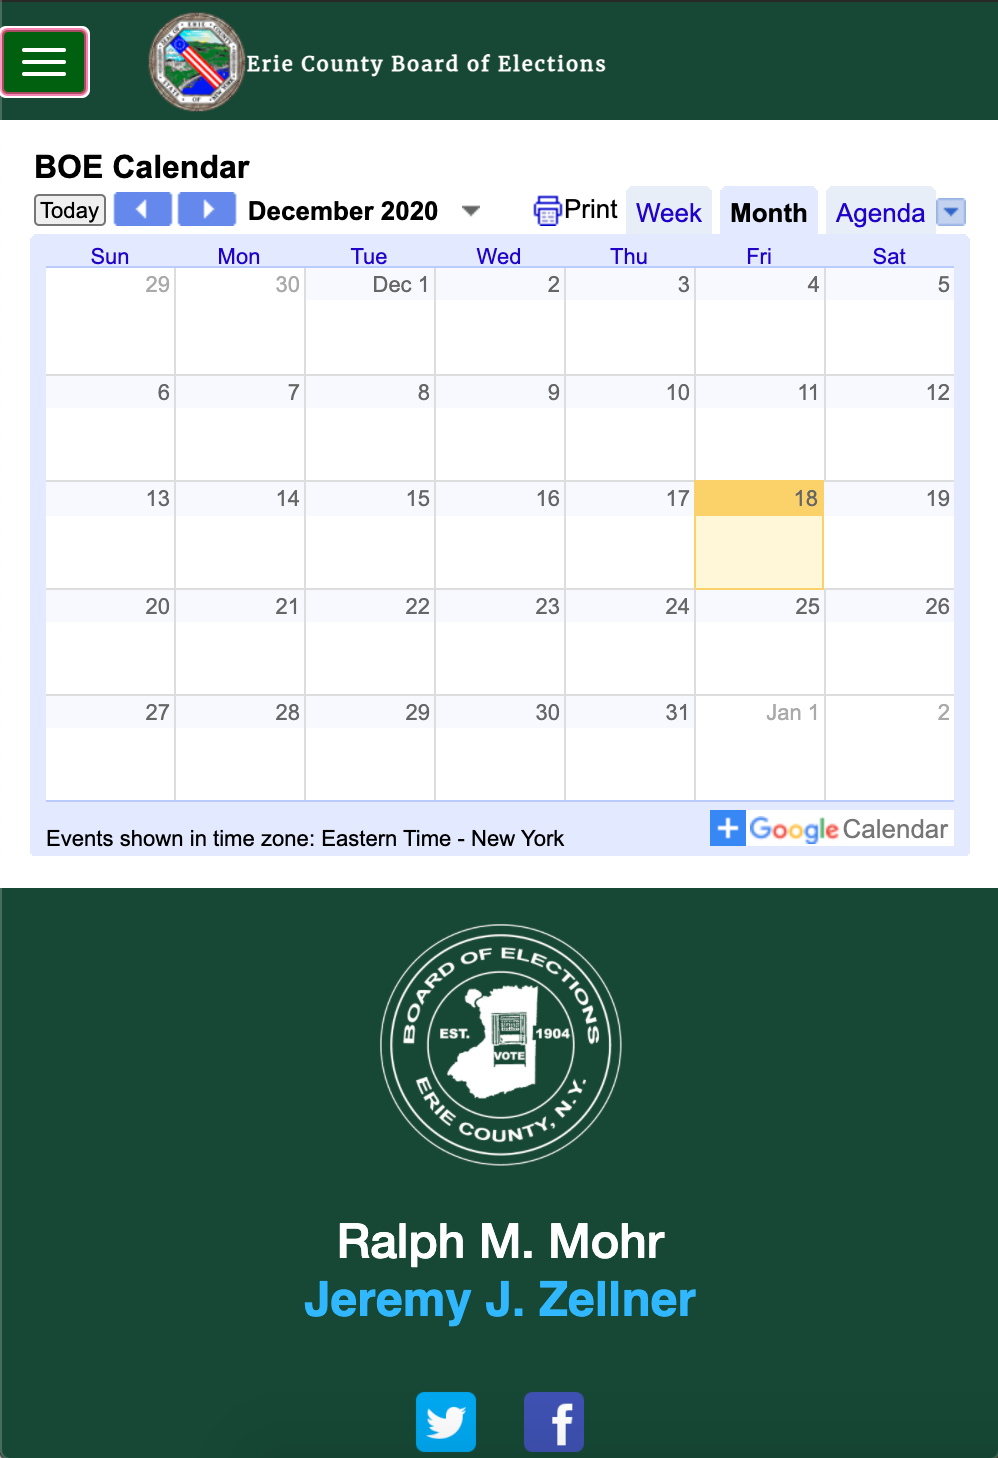 Erie County Board of Elections
BOE Calendar
Today December 2020 Print Week Month Agenda
Sun Mon Tue Wed Thu Fri Sat
29 30 Dec 1 2 3 4 5
6 7 8 9 10 11 12
13 14 15 16 17 18 19
20 21 22 23 24 25 26
27 28 29 30 31 Jan 1 2
Events shown in time zone: Eastern Time - New York
Google Calendar
BOARD OF ELECTIONS
EST. 1904
VOTE
ERIE COUNTY, N.Y.
Ralph M. Mohr
Jeremy J. Zellner